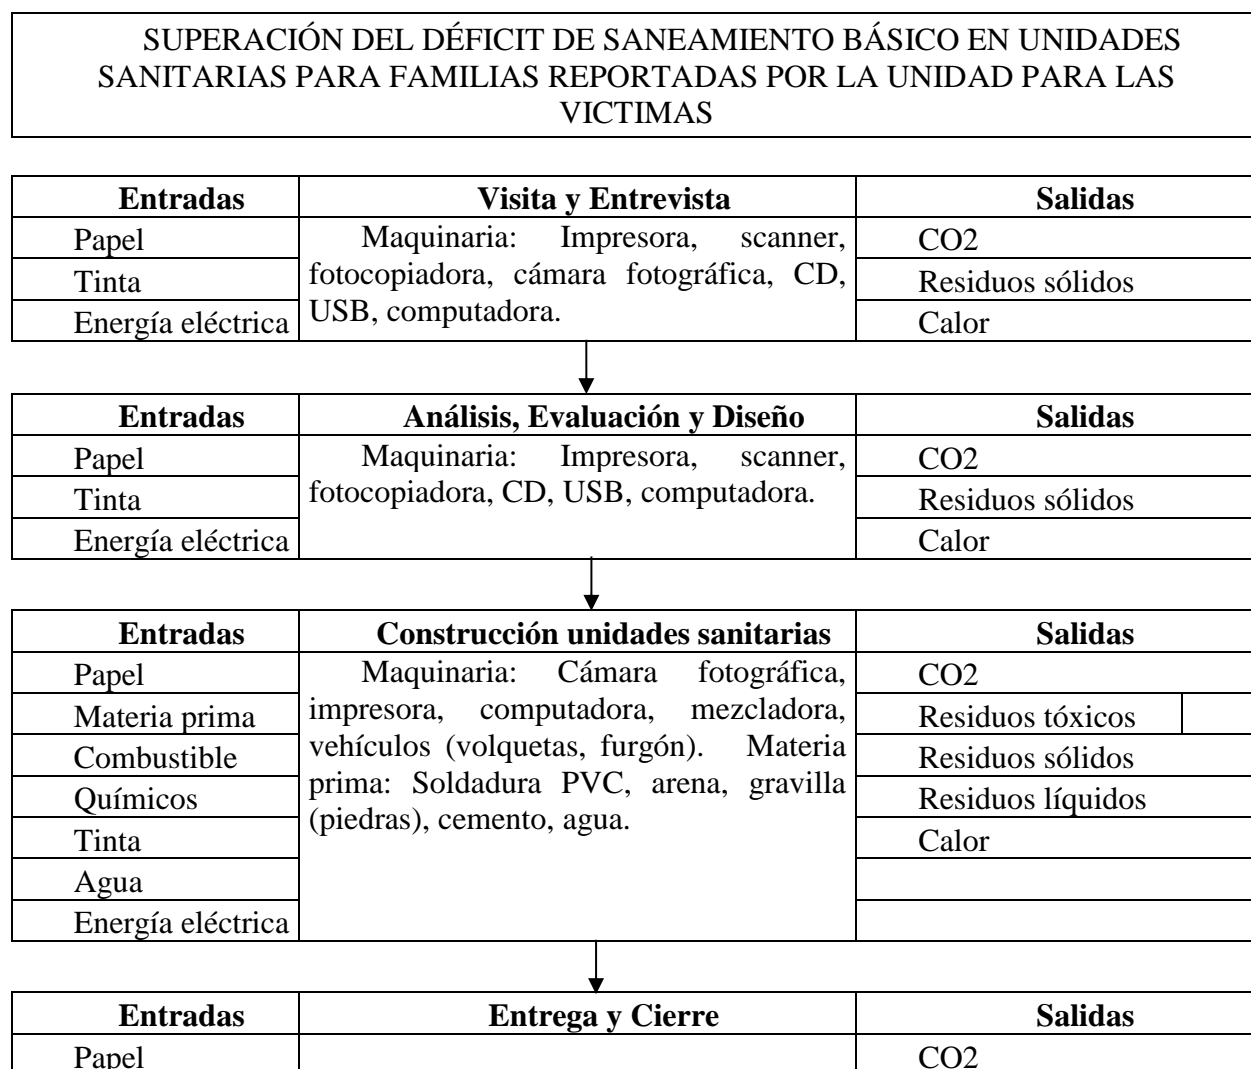 SUPERACIÓN DEL DÉFICIT DE SANEAMIENTO BÁSICO EN UNIDADES
SANITARIAS PARA FAMILIAS REPORTADAS POR LA UNIDAD PARA LAS
VICTIMAS
Entradas Visita y Entrevista Salidas
Papel
Tinta
Energía eléctrica
Maquinaria: Impresora, scanner,
fotocopiadora, cámara fotográfica, CD,
USB, computadora.
CO2
Residuos sólidos
Calor
Entradas Análisis, Evaluación y Diseño Salidas
Papel
Tinta
Energía eléctrica
Maquinaria: Impresora, scanner,
fotocopiadora, CD, USB, computadora.
CO2
Residuos sólidos
Calor
Entradas Construcción unidades sanitarias Salidas
Papel
Materia prima
Combustible
Químicos
Tinta
Agua
Energía eléctrica
Maquinaria: Cámara fotográfica,
impresora, computadora, mezcladora,
vehículos (volquetas, furgón). Materia
prima: Soldadura PVC, arena, gravilla
(piedras), cemento, agua.
CO2
Residuos tóxicos
Residuos sólidos
Residuos líquidos
Calor
Entradas Entrega y Cierre Salidas
Papel
CO2